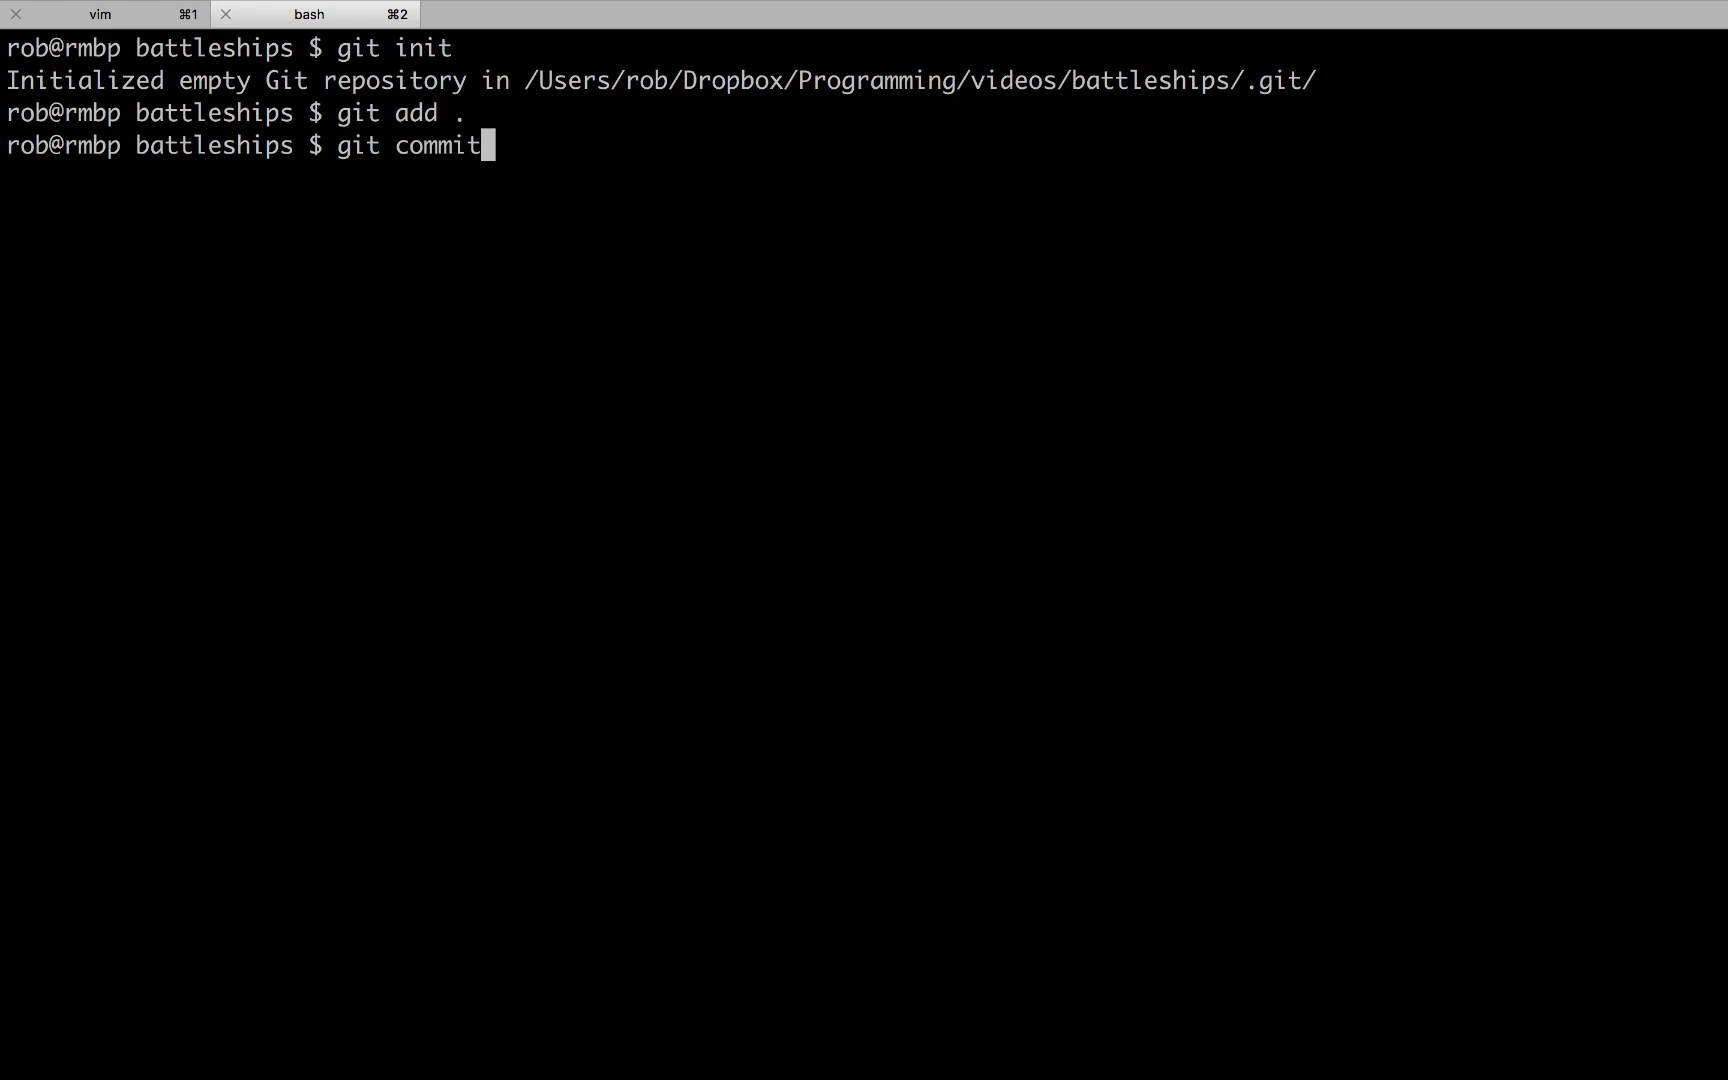 vim ⌘1 bash ⌘2
rob@rmbp battleships $ git init
Initialized empty Git repository in /Users/rob/Dropbox/Programming/videos/battleships/.git/
rob@rmbp battleships $ git add .
rob@rmbp battleships $ git commit